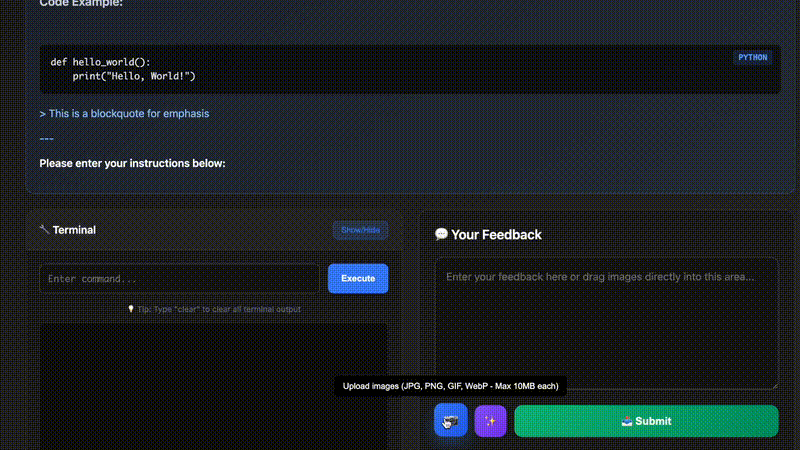 Code Example:
PYTHON
def hello_world():
    print("Hello, World!")
> This is a blockquote for emphasis
---
Please enter your instructions below:
Terminal
Show/Hide
Enter command...
Execute
Tip: Type "clear" to clear all terminal output
Your Feedback
Enter your feedback here or drag images directly into this area...
Upload images (JPG, PNG, GIF, WebP - Max 10MB each)
Submit